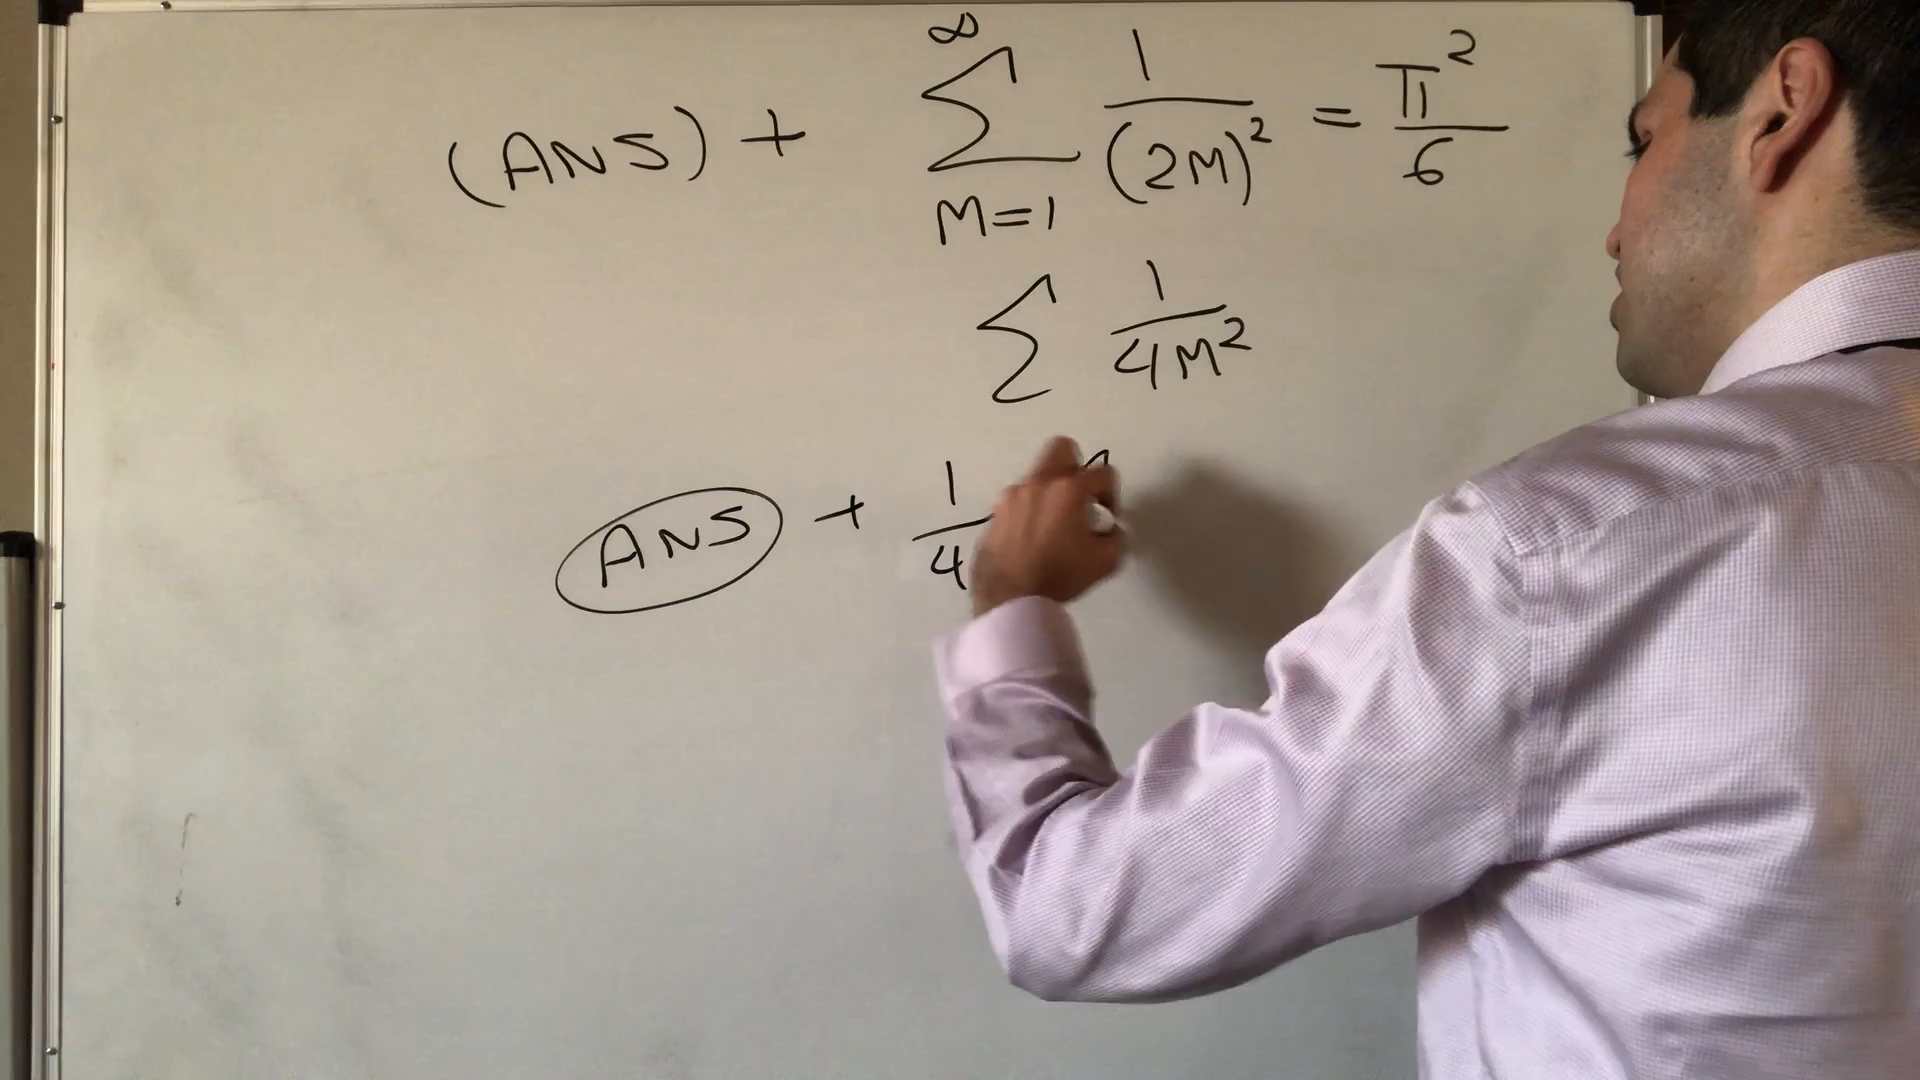 (ANS) + ∞ ∑ M=1 1/(2M)² = π²/6
∑ 1/4M²
ANS + 1/4